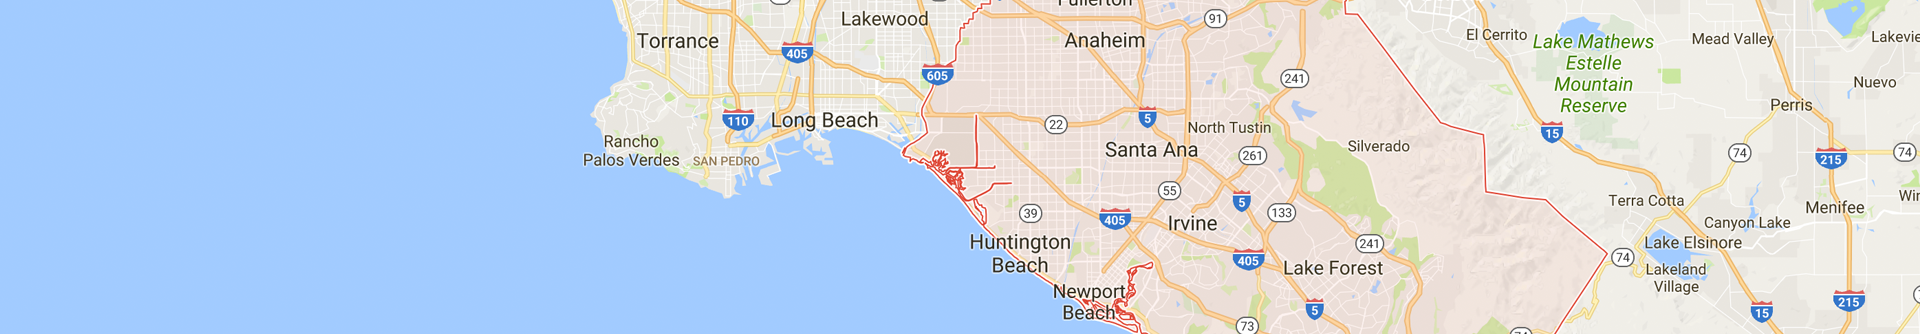 Fullerton
Lakewood
91
El Cerrito
Lake Mathews
Estelle
Mountain
Reserve
Mead Valley
Torrance
405
Anaheim
605
241
Nuevo
Perris
110
Long Beach
22
5
North Tustin
15
Rancho
Palos Verdes
SAN PEDRO
Santa Ana
261
Silverado
74
215
74
55
5
Terra Cotta
39
405
Irvine
133
Canyon Lake
Menifee
Huntington
Beach
241
Lake Elsinore
405
Lake Forest
74
Lakeland
Village
Newport
Beach
5
73
15
215
74